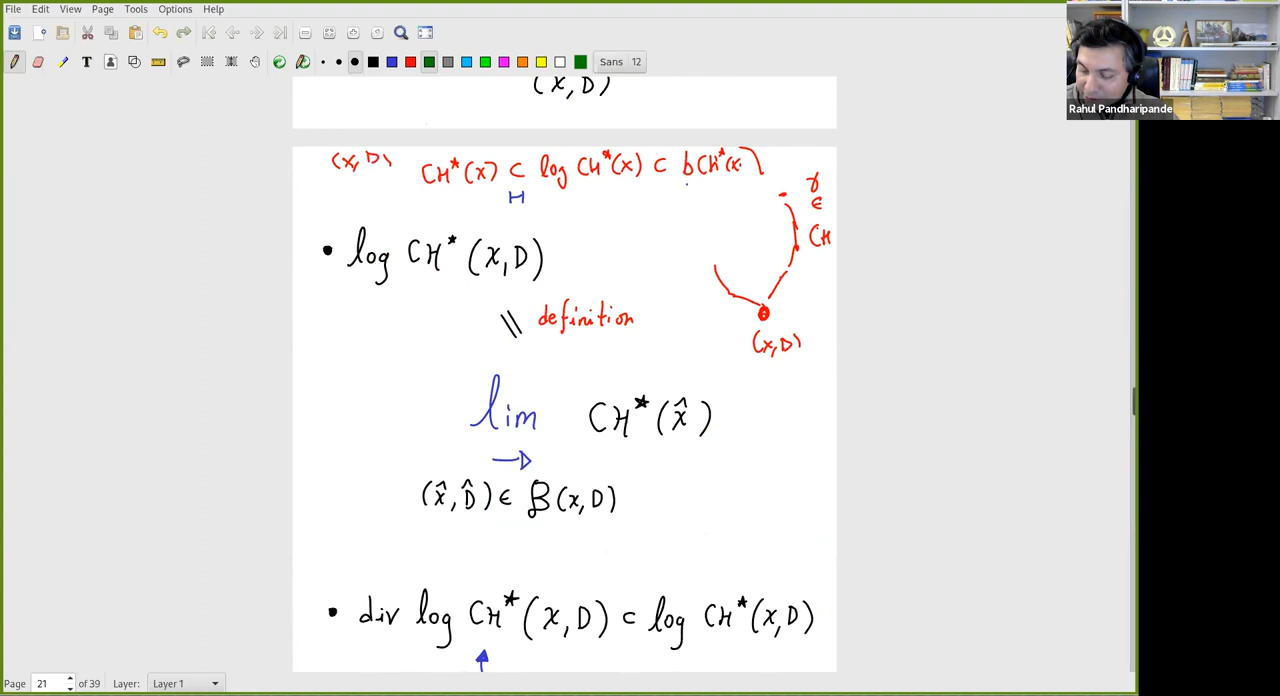 File Edit View Page Tools Options Help
Sans 12
Rahul Pandharipande
(X, D)
(X, D) CH*(X) ⊂ log CH*(X) ⊂ bCH*(X)
H
γ
ε
CH
• log CH*(X, D)
|| definition
(X, D)
lim CH*(X̂)
→
(X̂, D̂) ∈ B(X, D)
• div log CH*(X, D) ⊂ log CH*(X, D)
↑
Page 21 of 39 Layer: Layer 1